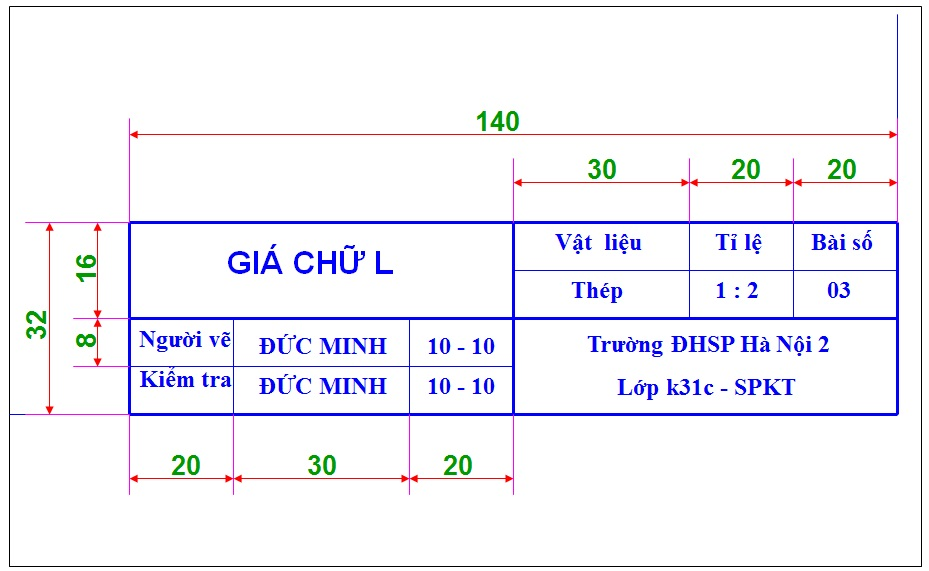 140
30 20 20
Vật liệu Tỉ lệ Bài số
GIÁ CHỮ L
16
Thép 1 : 2 03
32
8
Người vẽ ĐỨC MINH 10 - 10
Trường ĐHSP Hà Nội 2
Kiểm tra ĐỨC MINH 10 - 10
Lớp k31c - SPKT
20 30 20